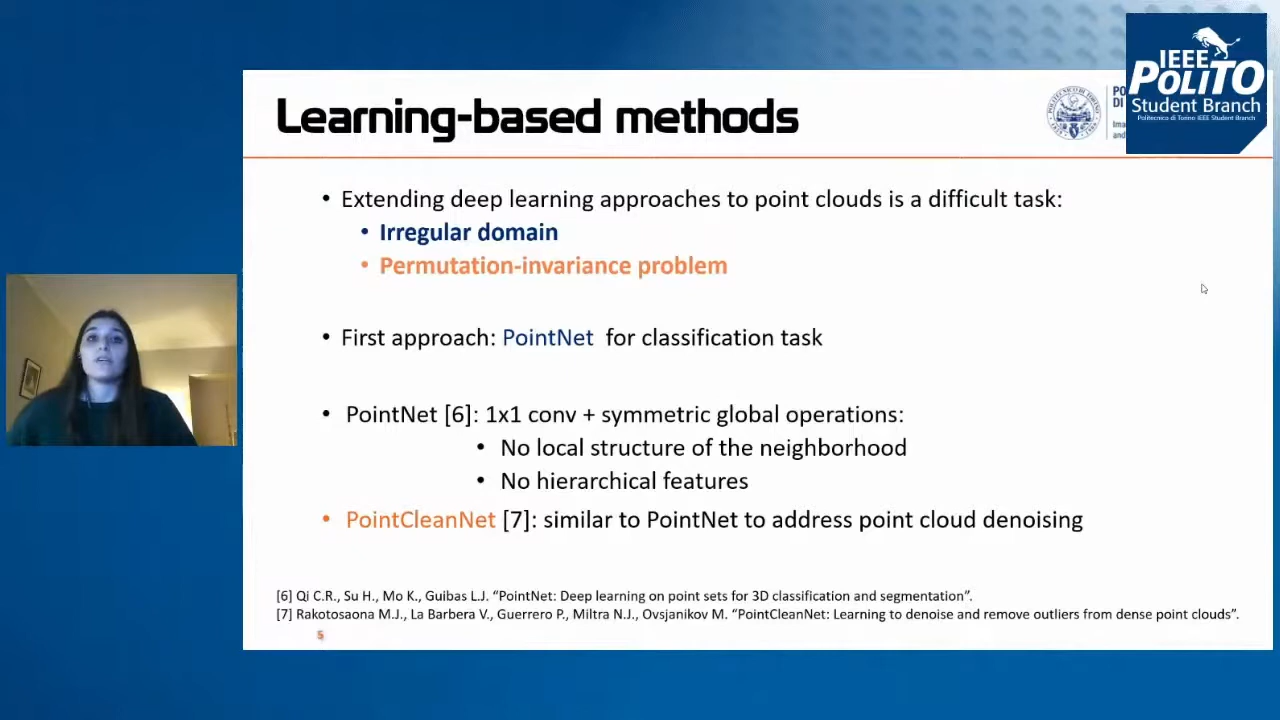 IEEE
POLITO
Student Branch
Politecnico di Torino IEEE Student Branch
Learning-based methods
• Extending deep learning approaches to point clouds is a difficult task:
• Irregular domain
• Permutation-invariance problem
• First approach: PointNet for classification task
• PointNet [6]: 1x1 conv + symmetric global operations:
• No local structure of the neighborhood
• No hierarchical features
• PointCleanNet [7]: similar to PointNet to address point cloud denoising
[6] Qi C.R., Su H., Mo K., Guibas L.J. “PointNet: Deep learning on point sets for 3D classification and segmentation”.
[7] Rakotosaona M.J., La Barbera V., Guerrero P., Miltra N.J., Ovsjanikov M. “PointCleanNet: Learning to denoise and remove outliers from dense point clouds”.
5